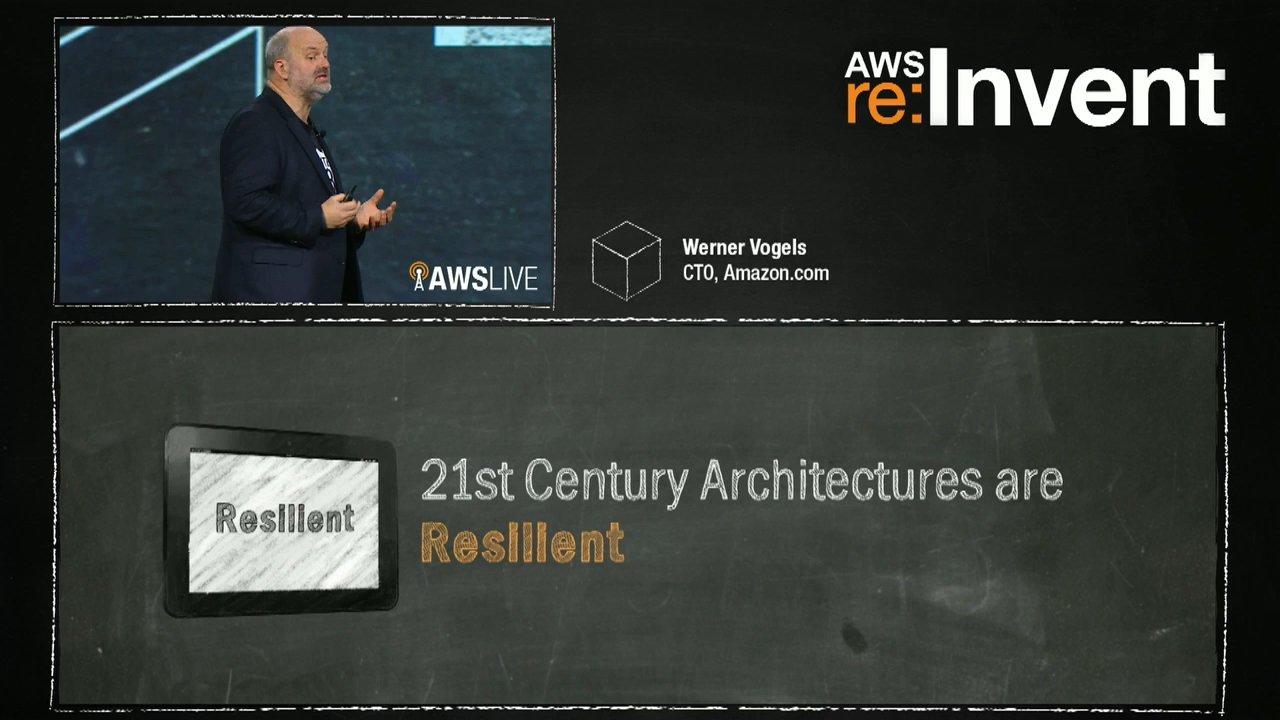 AWS
re:Invent
AWSLIVE
Werner Vogels
CTO, Amazon.com
Resilient
21st Century Architectures are
Resilient